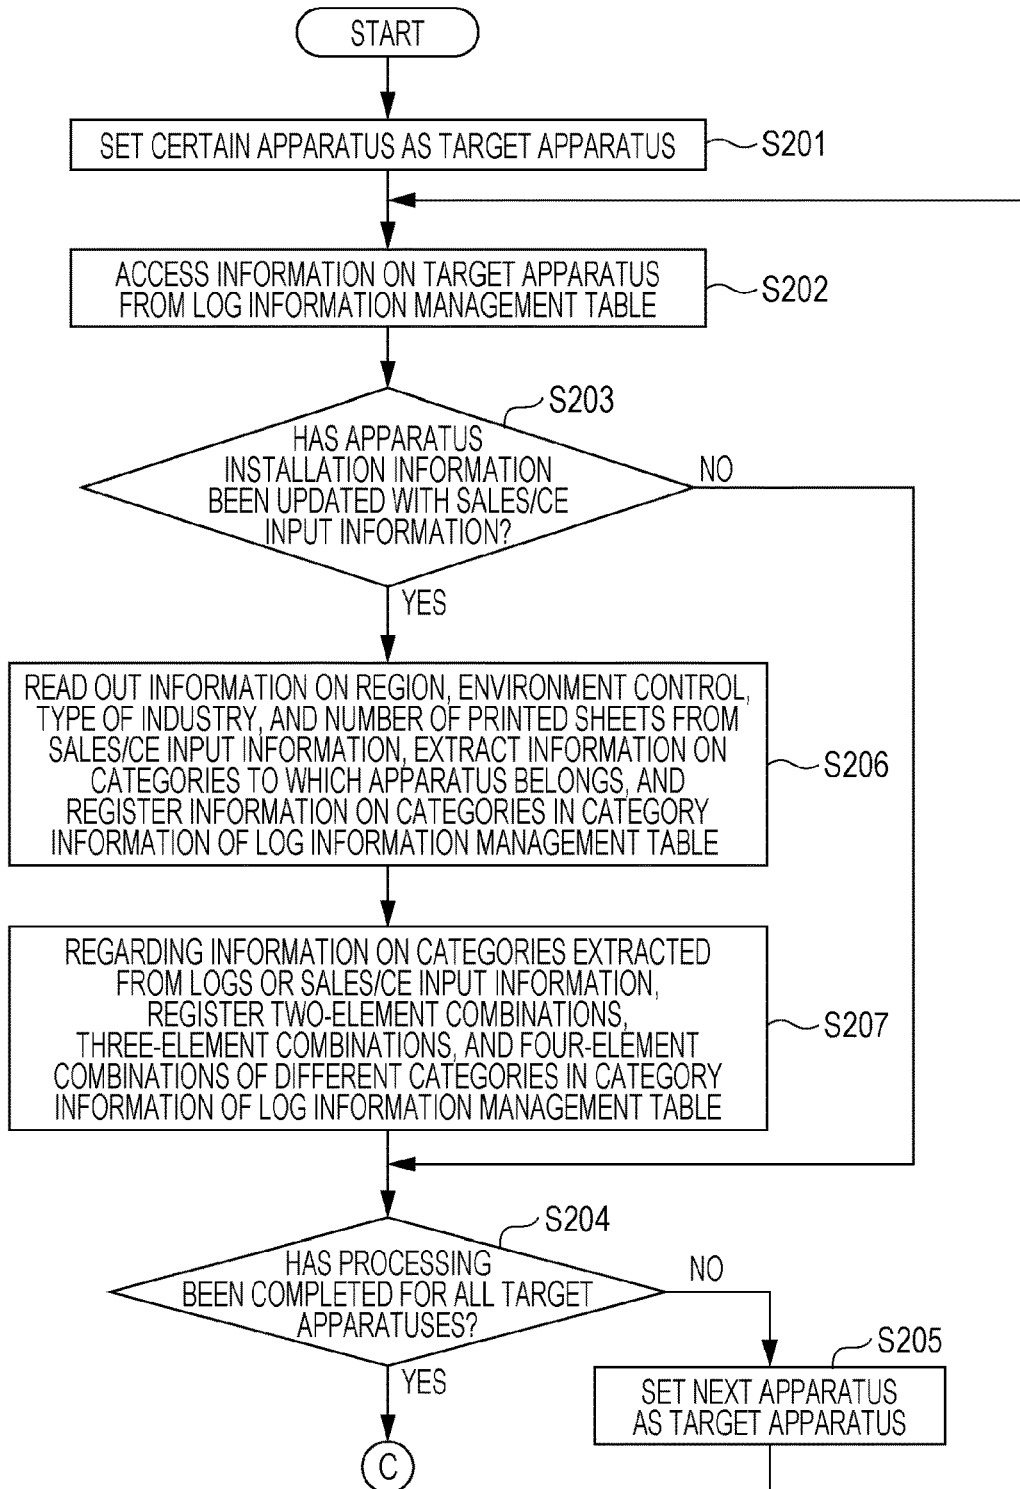 START
SET CERTAIN APPARATUS AS TARGET APPARATUS
S201
ACCESS INFORMATION ON TARGET APPARATUS
FROM LOG INFORMATION MANAGEMENT TABLE
S202
S203
HAS APPARATUS
INSTALLATION INFORMATION
BEEN UPDATED WITH SALES/CE
INPUT INFORMATION?
NO
YES
READ OUT INFORMATION ON REGION, ENVIRONMENT CONTROL,
TYPE OF INDUSTRY, AND NUMBER OF PRINTED SHEETS FROM
SALES/CE INPUT INFORMATION, EXTRACT INFORMATION ON
CATEGORIES TO WHICH APPARATUS BELONGS, AND
REGISTER INFORMATION ON CATEGORIES IN CATEGORY
INFORMATION OF LOG INFORMATION MANAGEMENT TABLE
S206
REGARDING INFORMATION ON CATEGORIES EXTRACTED
FROM LOGS OR SALES/CE INPUT INFORMATION,
REGISTER TWO-ELEMENT COMBINATIONS,
THREE-ELEMENT COMBINATIONS, AND FOUR-ELEMENT
COMBINATIONS OF DIFFERENT CATEGORIES IN CATEGORY
INFORMATION OF LOG INFORMATION MANAGEMENT TABLE
S207
S204
HAS PROCESSING
BEEN COMPLETED FOR ALL TARGET
APPARATUSES?
NO
YES
S205
SET NEXT APPARATUS
AS TARGET APPARATUS
C